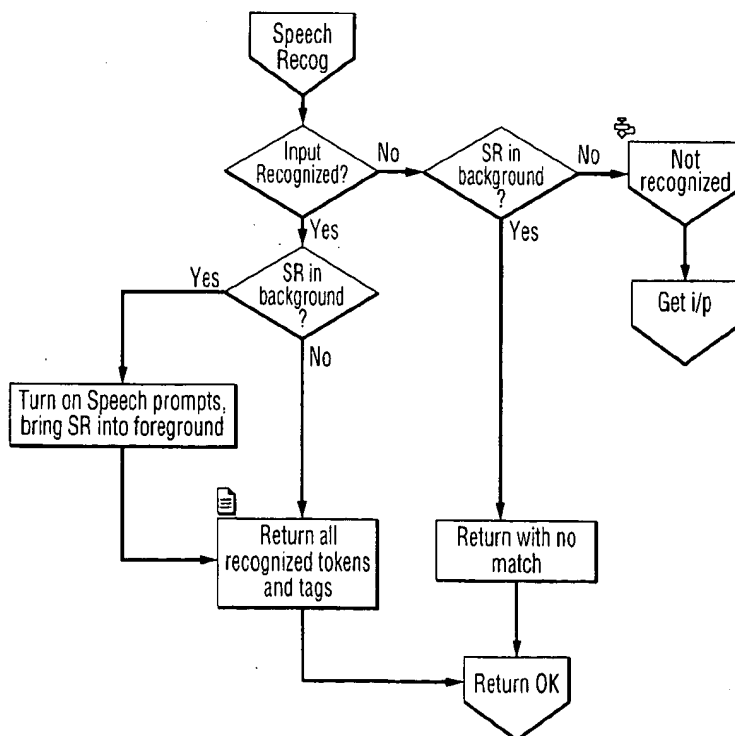 Speech
Recog
Input
Recognized?
No
SR in
background
?
No
Not
recognized
Yes
Yes
Yes
SR in
background
?
Get i/p
No
Turn on Speech prompts,
bring SR into foreground
Return all
recognized tokens
and tags
Return with no
match
Return OK